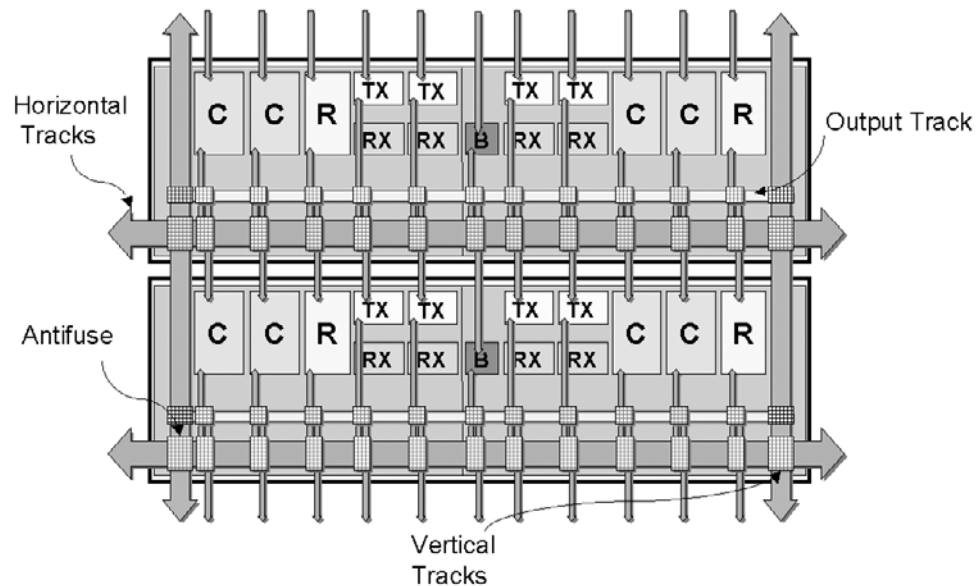 Horizontal
Tracks
C C R TX TX TX TX C C R
RX RX B RX RX
Output Track
Antifuse
C C R TX TX TX TX C C R
RX RX B RX RX
Vertical
Tracks